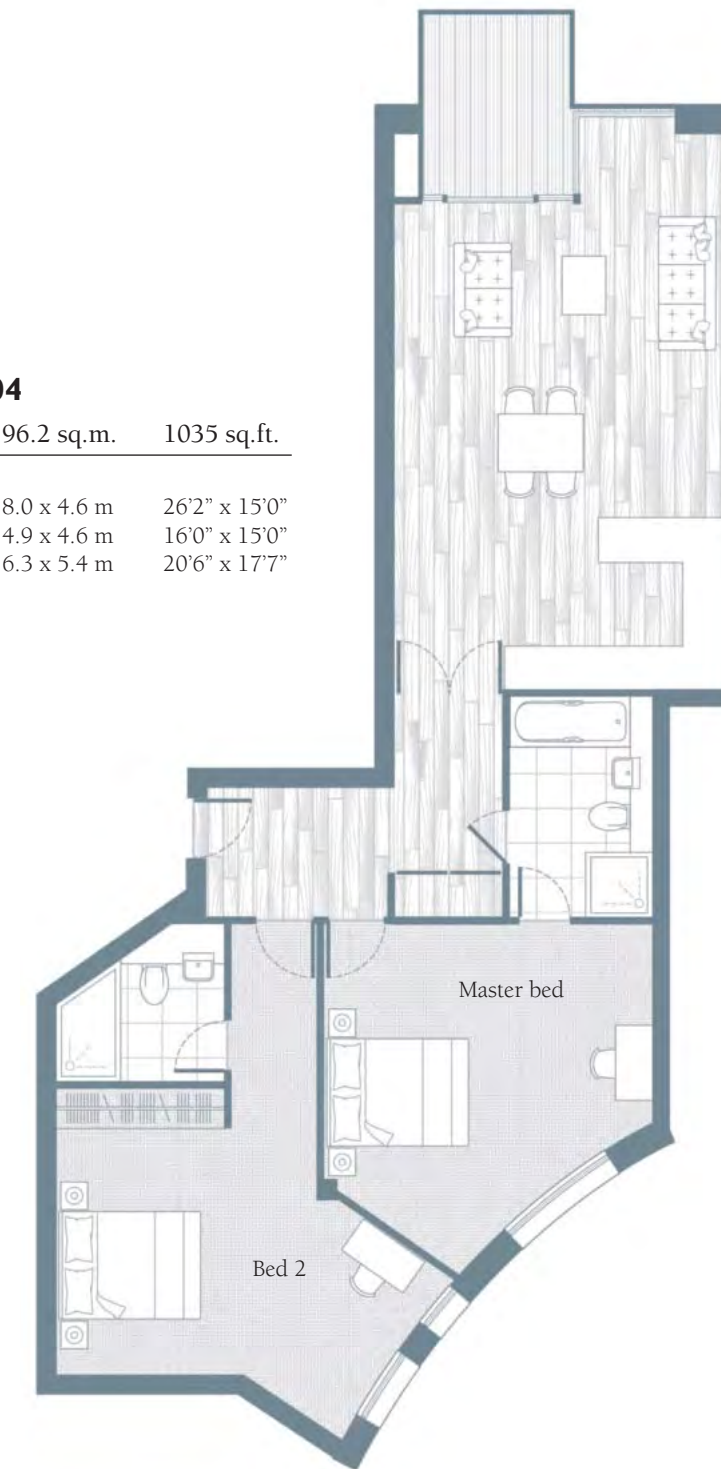 04
96.2 sq.m. 1035 sq.ft.
8.0 x 4.6 m 26’2” x 15’0”
4.9 x 4.6 m 16’0” x 15’0”
6.3 x 5.4 m 20’6” x 17’7”
Master bed
Bed 2